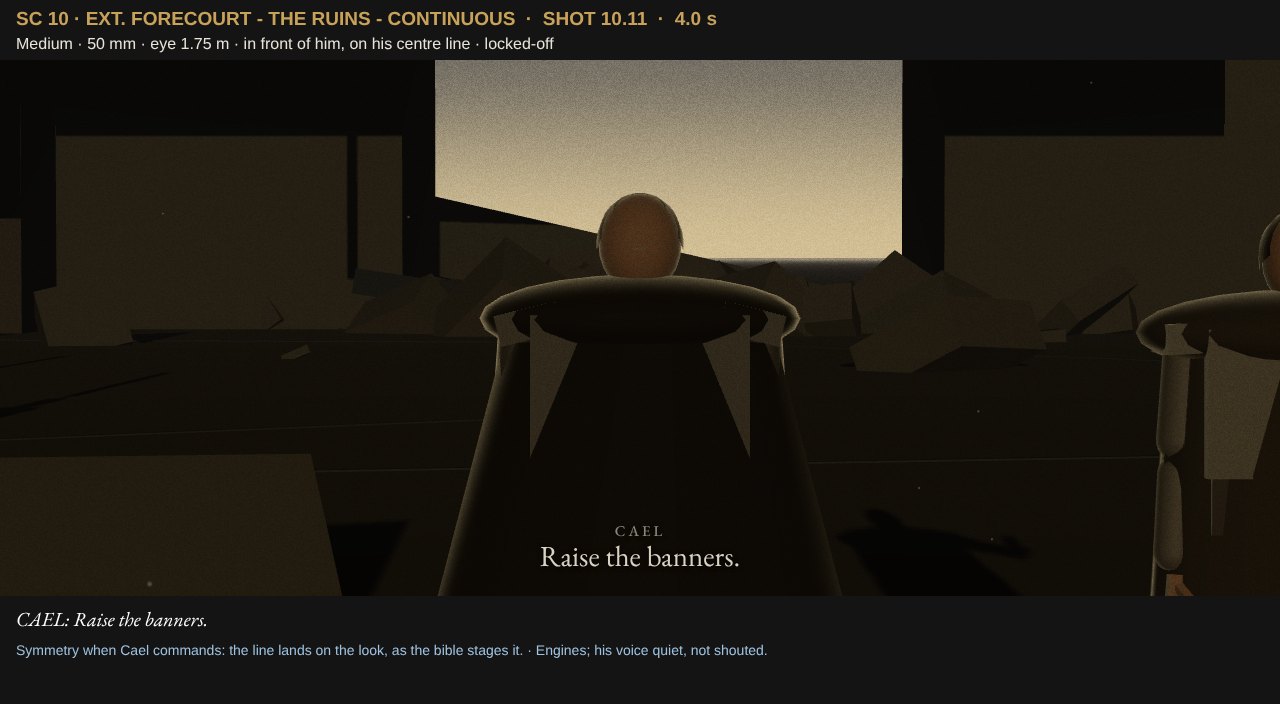 SC 10 · EXT. FORECOURT - THE RUINS - CONTINUOUS · SHOT 10.11 · 4.0 s
Medium · 50 mm · eye 1.75 m · in front of him, on his centre line · locked-off
CAEL
Raise the banners.
CAEL: Raise the banners.
Symmetry when Cael commands: the line lands on the look, as the bible stages it. · Engines; his voice quiet, not shouted.